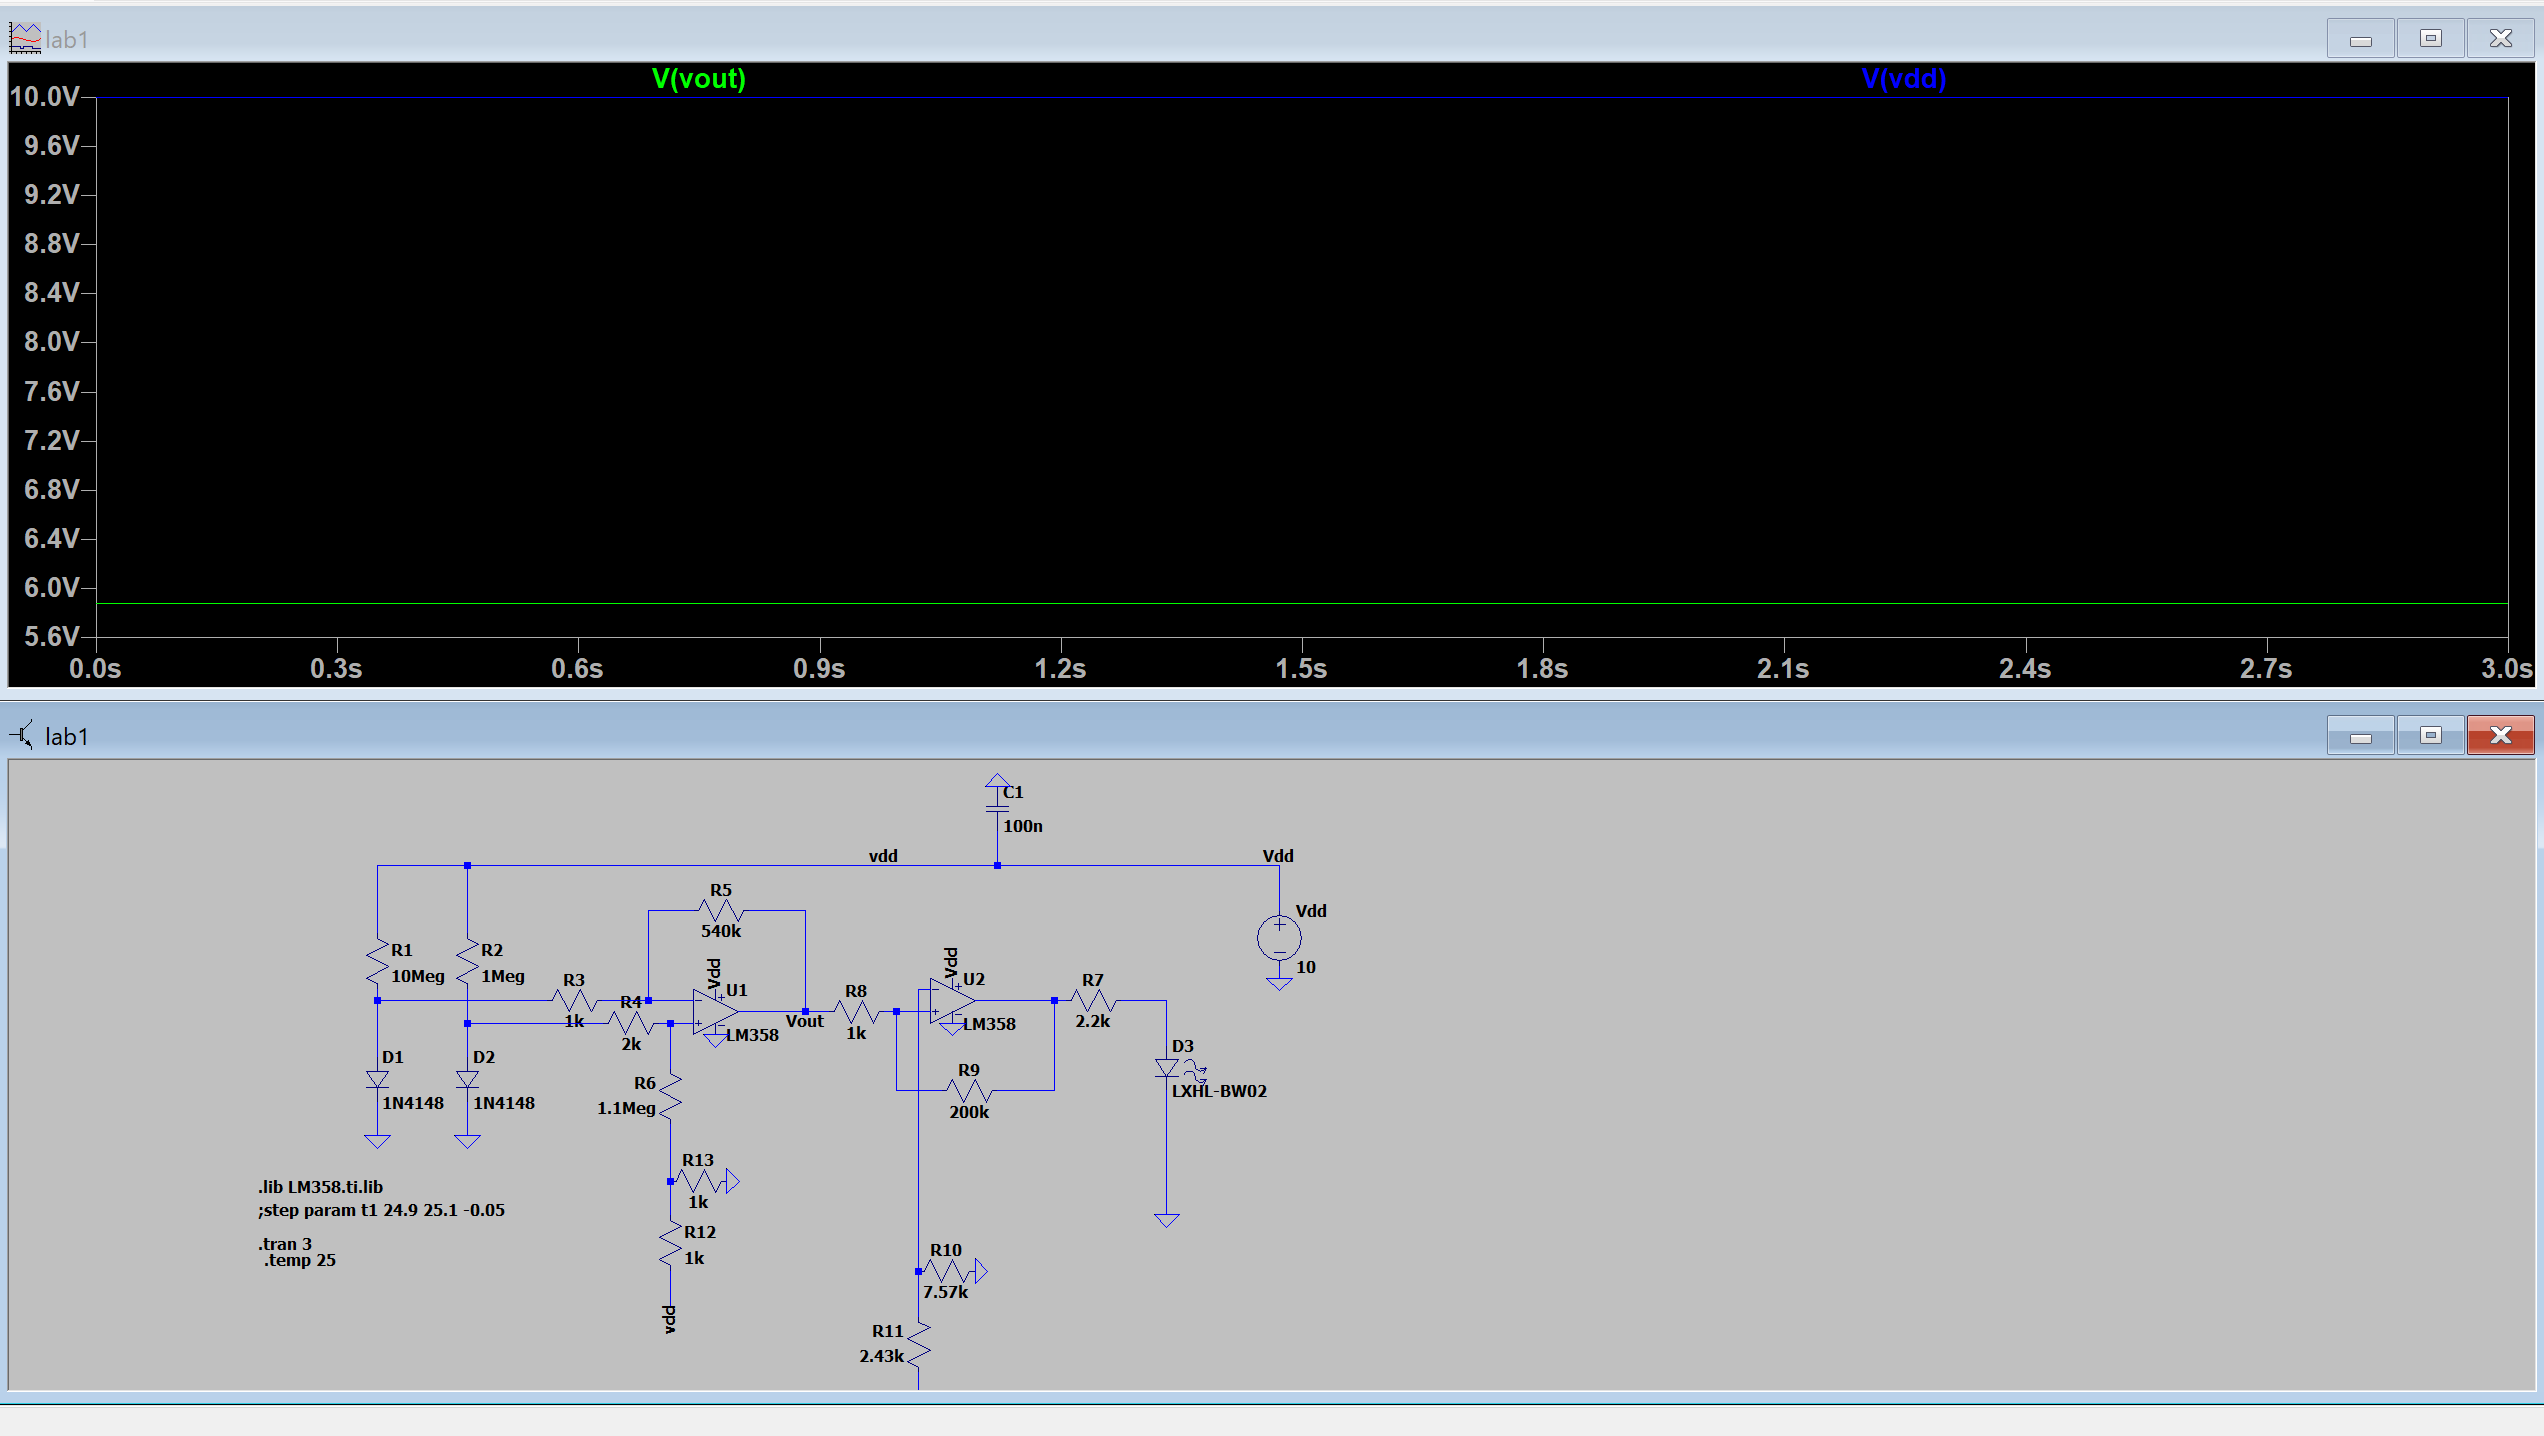 lab1
V(vout) V(vdd)
10.0V
9.6V
9.2V
8.8V
8.4V
8.0V
7.6V
7.2V
6.8V
6.4V
6.0V
5.6V
0.0s 0.3s 0.6s 0.9s 1.2s 1.5s 1.8s 2.1s 2.4s 2.7s 3.0s
lab1
C1
100n
vdd
Vdd
Vdd
10
R5
540k
R1
10Meg
R2
1Meg
R3
1k
R4
2k
Vdd
U1
LM358
Vout
R8
1k
Vdd
U2
LM358
R7
2.2k
R9
200k
D3
LXHL-BW02
D1
1N4148
D2
1N4148
R6
1.1Meg
R13
1k
R12
1k
vdd
R10
7.57k
R11
2.43k
.lib LM358.ti.lib
;step param t1 24.9 25.1 -0.05
.tran 3
.temp 25